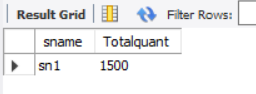 Result Grid Filter Rows:
sname Totalquant
sn1 1500